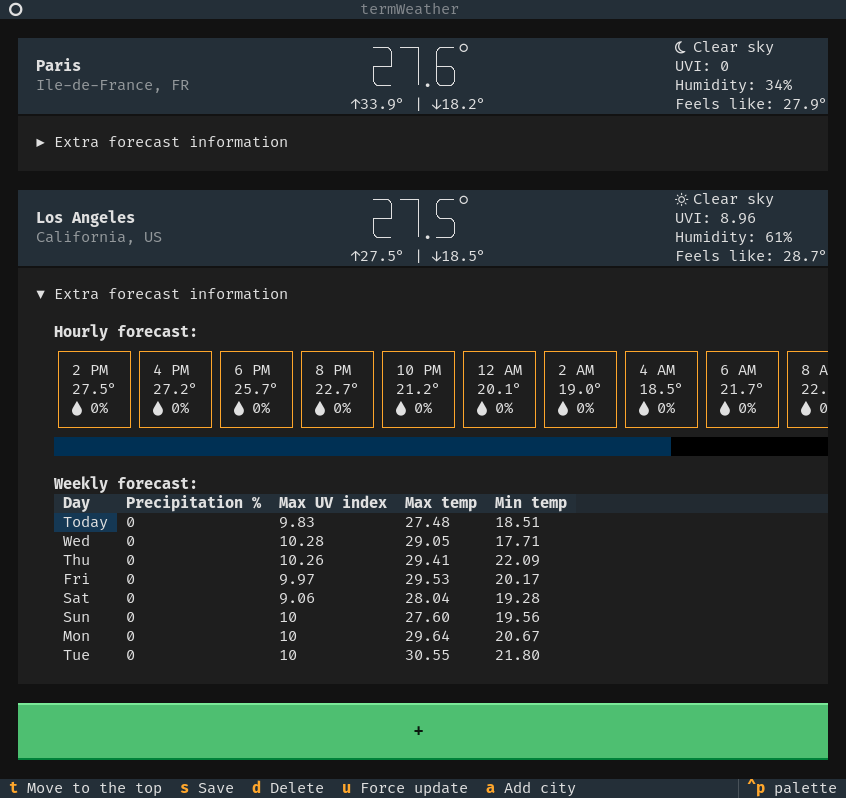 termWeather
Paris
Ile-de-France, FR
27.6°
↑33.9° | ↓18.2°
Clear sky
UVI: 0
Humidity: 34%
Feels like: 27.9°
▶ Extra forecast information
Los Angeles
California, US
27.5°
↑27.5° | ↓18.5°
Clear sky
UVI: 8.96
Humidity: 61%
Feels like: 28.7°
▼ Extra forecast information
Hourly forecast:
2 PM 4 PM 6 PM 8 PM 10 PM 12 AM 2 AM 4 AM 6 AM 8 A
27.5° 27.2° 25.7° 22.7° 21.2° 20.1° 19.0° 18.5° 21.7° 22.
0% 0% 0% 0% 0% 0% 0% 0% 0% 0
Weekly forecast:
Day Precipitation % Max UV index Max temp Min temp
Today 0 9.83 27.48 18.51
Wed 0 10.28 29.05 17.71
Thu 0 10.26 29.41 22.09
Fri 0 9.97 29.53 20.17
Sat 0 9.06 28.04 19.28
Sun 0 10 27.60 19.56
Mon 0 10 29.64 20.67
Tue 0 10 30.55 21.80
+
t Move to the top s Save d Delete u Force update a Add city ^p palette